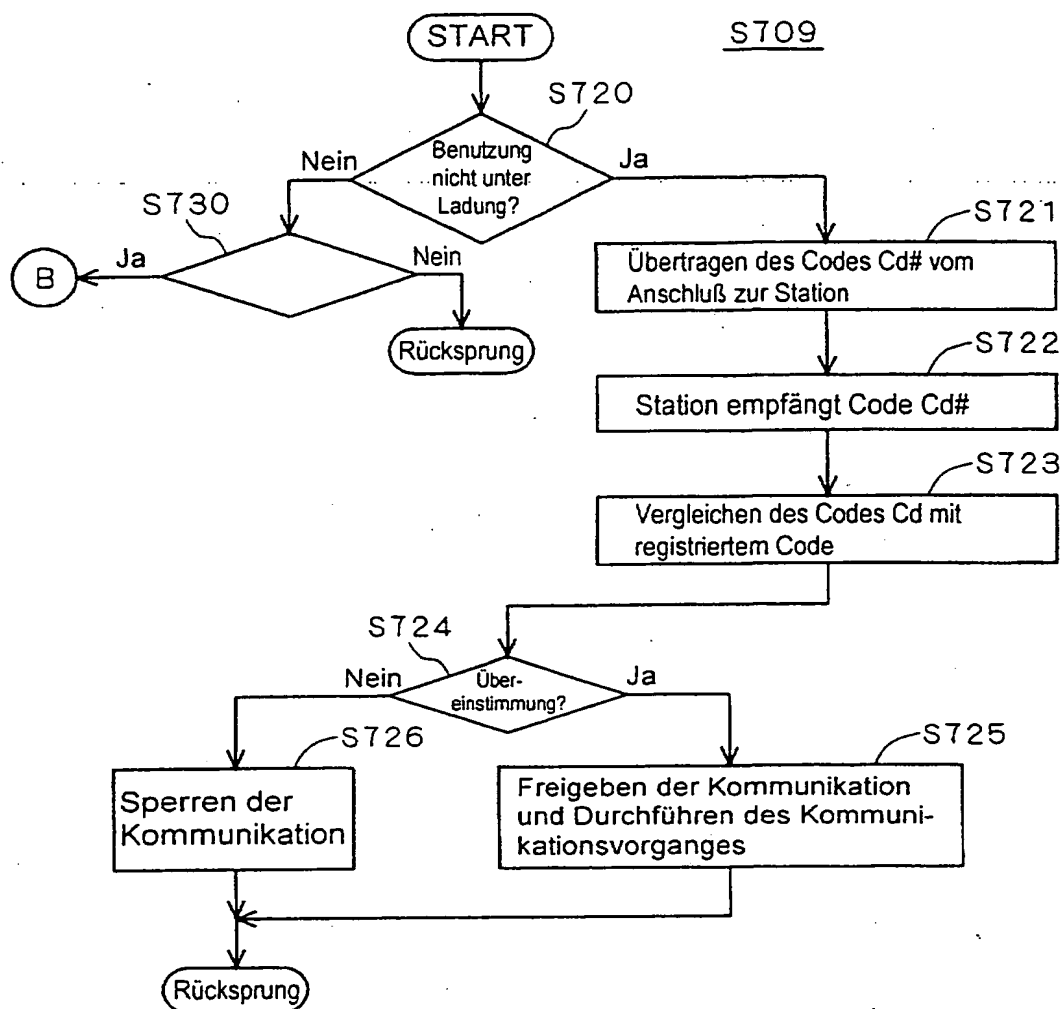 START
S709
S720
Benutzung
nicht unter
Ladung?
Nein
Ja
S730
Ja
Nein
B
Rücksprung
S721
Übertragen des Codes Cd# vom
Anschluß zur Station
S722
Station empfängt Code Cd#
S723
Vergleichen des Codes Cd mit
registriertem Code
S724
Nein
Über-
einstimmung?
Ja
S726
Sperren der
Kommunikation
S725
Freigeben der Kommunikation
und Durchführen des Kommuni-
kationsvorganges
Rücksprung